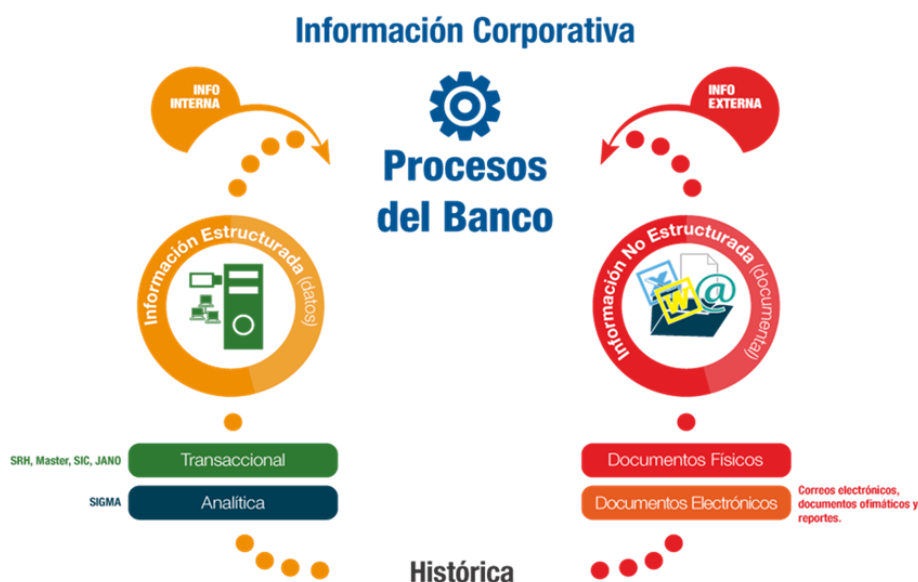 Información Corporativa
INFO
INTERNA
INFO
EXTERNA
Procesos
del Banco
Información Estructurada (datos)
Información No Estructurada (documental)
X
W
@
SRH, Master, SIC, JANO
Transaccional
Documentos Físicos
SIGMA
Analítica
Documentos Electrónicos
Correos electrónicos,
documentos ofimáticos y
reportes.
Histórica